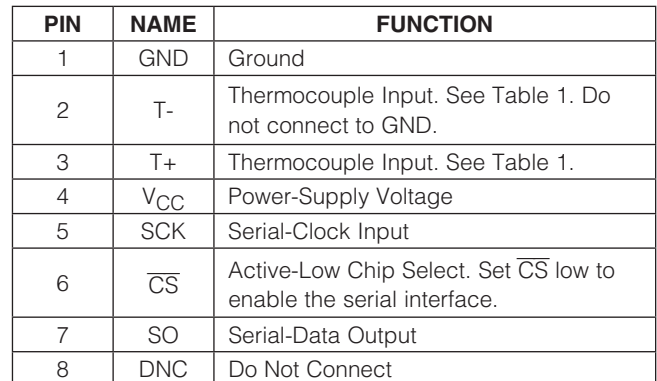 PIN NAME FUNCTION
1 GND Ground
2 T- Thermocouple Input. See Table 1. Do
not connect to GND.
3 T+ Thermocouple Input. See Table 1.
4 VCC Power-Supply Voltage
5 SCK Serial-Clock Input
6 C̅S̅ Active-Low Chip Select. Set C̅S̅ low to
enable the serial interface.
7 SO Serial-Data Output
8 DNC Do Not Connect